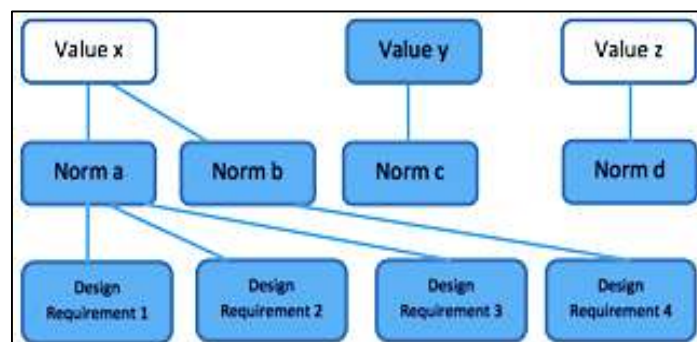 Value x
Value y
Value z
Norm a
Norm b
Norm c
Norm d
Design
Requirement 1
Design
Requirement 2
Design
Requirement 3
Design
Requirement 4